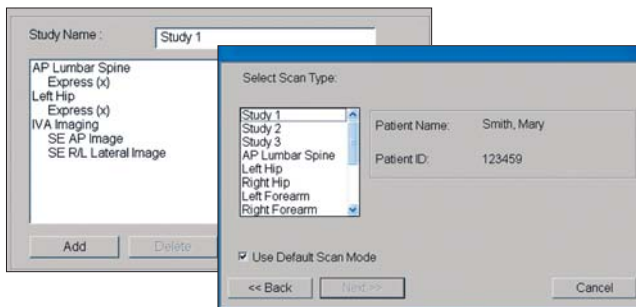 Study Name :
Study 1
AP Lumbar Spine
Express (x)
Left Hip
Express (x)
IVA Imaging
SE AP Image
SE R/L Lateral Image
Add
Delete
Select Scan Type:
Study 1
Study 2
Study 3
AP Lumbar Spine
Left Hip
Right Hip
Left Forearm
Right Forearm
Patient Name:
Smith, Mary
Patient ID:
123459
Use Default Scan Mode
<< Back
Next >>
Cancel